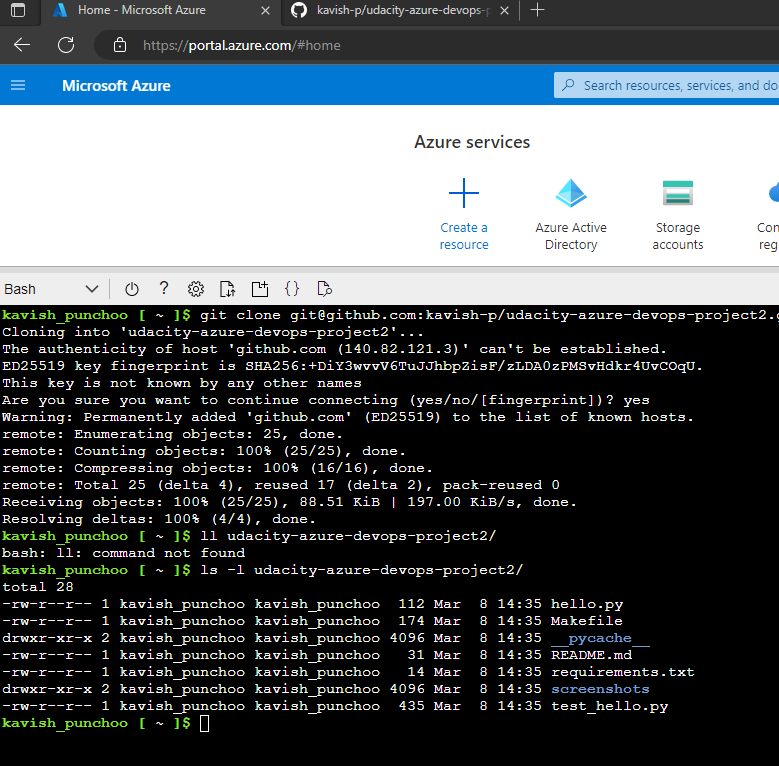 Home - Microsoft Azure
kavish-p/udacity-azure-devops-p
https://portal.azure.com/#home
Microsoft Azure
Search resources, services, and do
Azure services
Create a resource
Azure Active Directory
Storage accounts
Con
reg
Bash
kavish_punchoo [ ~ ]$ git clone git@github.com:kavish-p/udacity-azure-devops-project2.g
Cloning into 'udacity-azure-devops-project2'...
The authenticity of host 'github.com (140.82.121.3)' can't be established.
ED25519 key fingerprint is SHA256:+DiY3wvvV6TuJJhbpZisF/zLDA0zPMSvHdkr4UvCOqU.
This key is not known by any other names
Are you sure you want to continue connecting (yes/no/[fingerprint])? yes
Warning: Permanently added 'github.com' (ED25519) to the list of known hosts.
remote: Enumerating objects: 25, done.
remote: Counting objects: 100% (25/25), done.
remote: Compressing objects: 100% (16/16), done.
remote: Total 25 (delta 4), reused 17 (delta 2), pack-reused 0
Receiving objects: 100% (25/25), 88.51 KiB | 197.00 KiB/s, done.
Resolving deltas: 100% (4/4), done.
kavish_punchoo [ ~ ]$ ll udacity-azure-devops-project2/
bash: ll: command not found
kavish_punchoo [ ~ ]$ ls -l udacity-azure-devops-project2/
total 28
-rw-r--r-- 1 kavish_punchoo kavish_punchoo  112 Mar  8 14:35 hello.py
-rw-r--r-- 1 kavish_punchoo kavish_punchoo  174 Mar  8 14:35 Makefile
drwxr-xr-x 2 kavish_punchoo kavish_punchoo 4096 Mar  8 14:35 __pycache__
-rw-r--r-- 1 kavish_punchoo kavish_punchoo   31 Mar  8 14:35 README.md
-rw-r--r-- 1 kavish_punchoo kavish_punchoo   14 Mar  8 14:35 requirements.txt
drwxr-xr-x 2 kavish_punchoo kavish_punchoo 4096 Mar  8 14:35 screenshots
-rw-r--r-- 1 kavish_punchoo kavish_punchoo  435 Mar  8 14:35 test_hello.py
kavish_punchoo [ ~ ]$